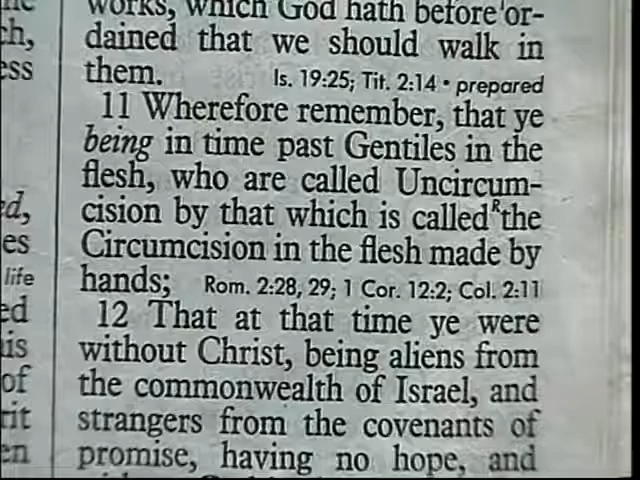 works, which God hath before 'or-
dained that we should walk in
them. Is. 19:25; Tit. 2:14 • prepared
11 Wherefore remember, that ye
being in time past Gentiles in the
flesh, who are called Uncircum-
cision by that which is called ᴿthe
Circumcision in the flesh made by
hands; Rom. 2:28, 29; 1 Cor. 12:2; Col. 2:11
12 That at that time ye were
without Christ, being aliens from
the commonwealth of Israel, and
strangers from the covenants of
promise, having no hope, and